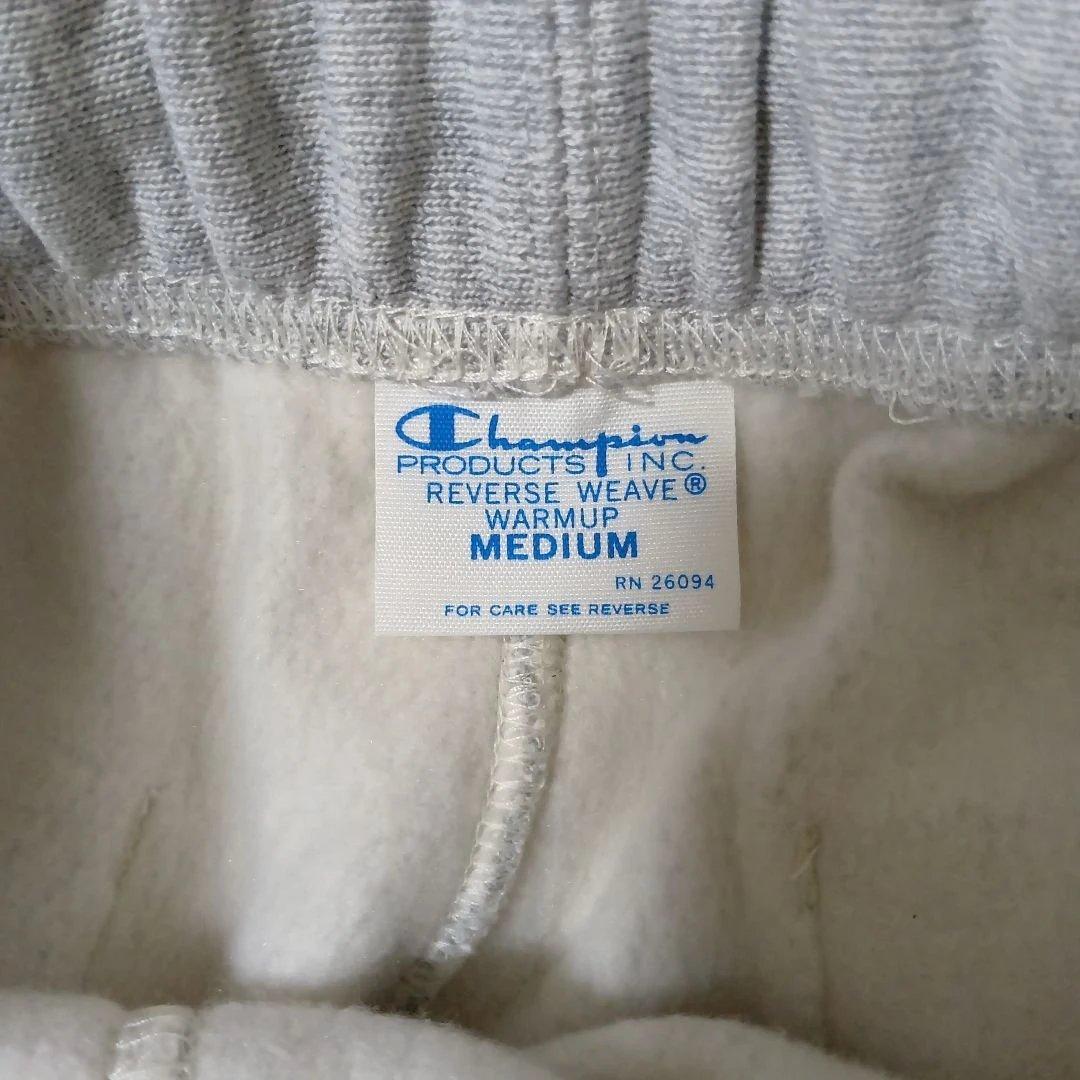 Champion
PRODUCTS INC.
REVERSE WEAVE®
WARMUP
MEDIUM
RN 26094
FOR CARE SEE REVERSE